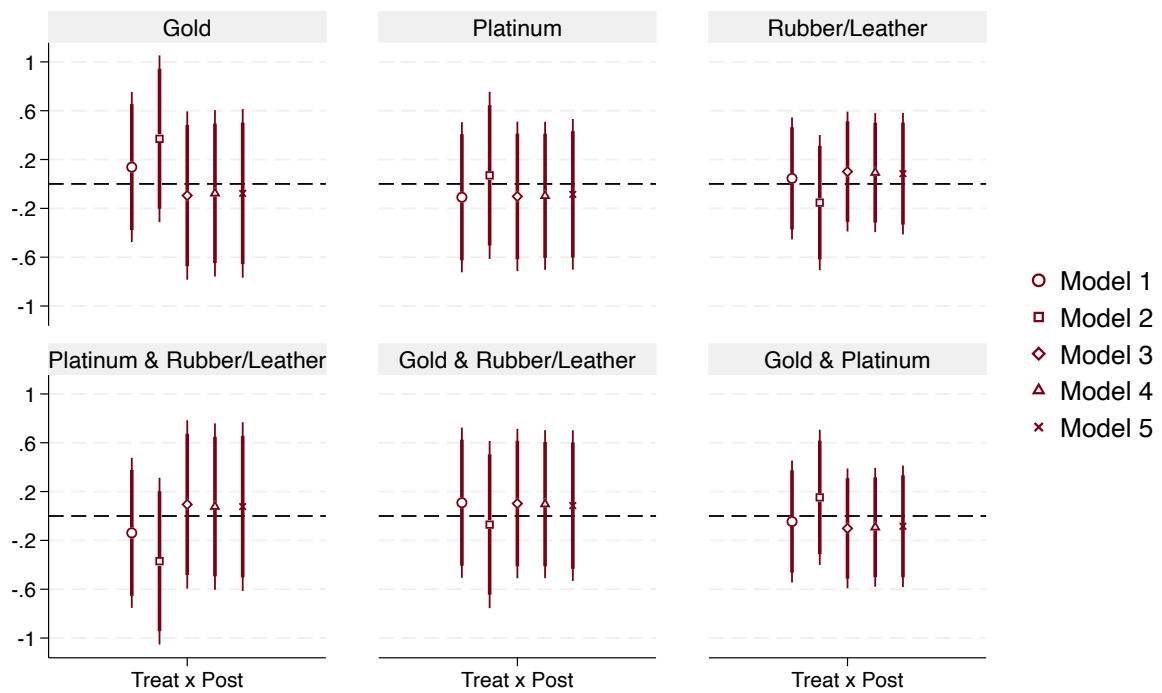 Gold
Platinum
Rubber/Leather
1
.6
.2
-.2
-.6
-1
Platinum & Rubber/Leather
Gold & Rubber/Leather
Gold & Platinum
1
.6
.2
-.2
-.6
-1
Treat x Post
Treat x Post
Treat x Post
Model 1
Model 2
Model 3
Model 4
Model 5